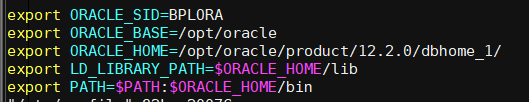 export ORACLE_SID=BPLORA
export ORACLE_BASE=/opt/oracle
export ORACLE_HOME=/opt/oracle/product/12.2.0/dbhome_1/
export LD_LIBRARY_PATH=$ORACLE_HOME/lib
export PATH=$PATH:$ORACLE_HOME/bin